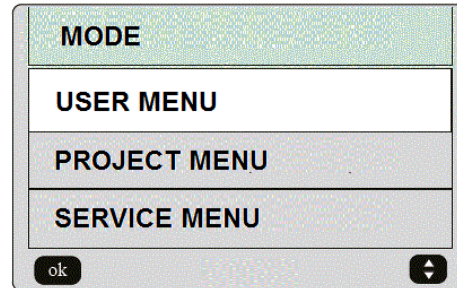 MODE
USER MENU
PROJECT MENU
SERVICE MENU
ok